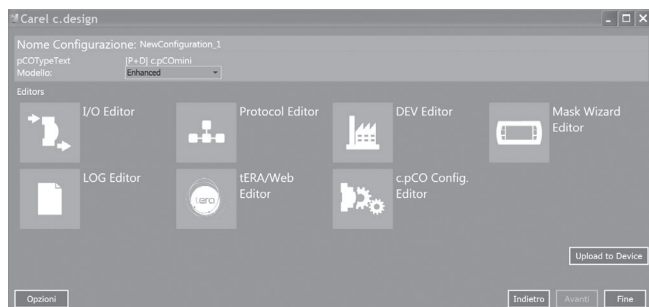 Carel c.design
Nome Configurazione: NewConfiguration_1
pCOTypeText |P+D| c.pCOmini
Modello: Enhanced
Editors
I/O Editor
Protocol Editor
DEV Editor
Mask Wizard
Editor
LOG Editor
tERA/Web
Editor
c.pCO Config.
Editor
tera
Upload to Device
Opzioni
Indietro
Avanti
Fine